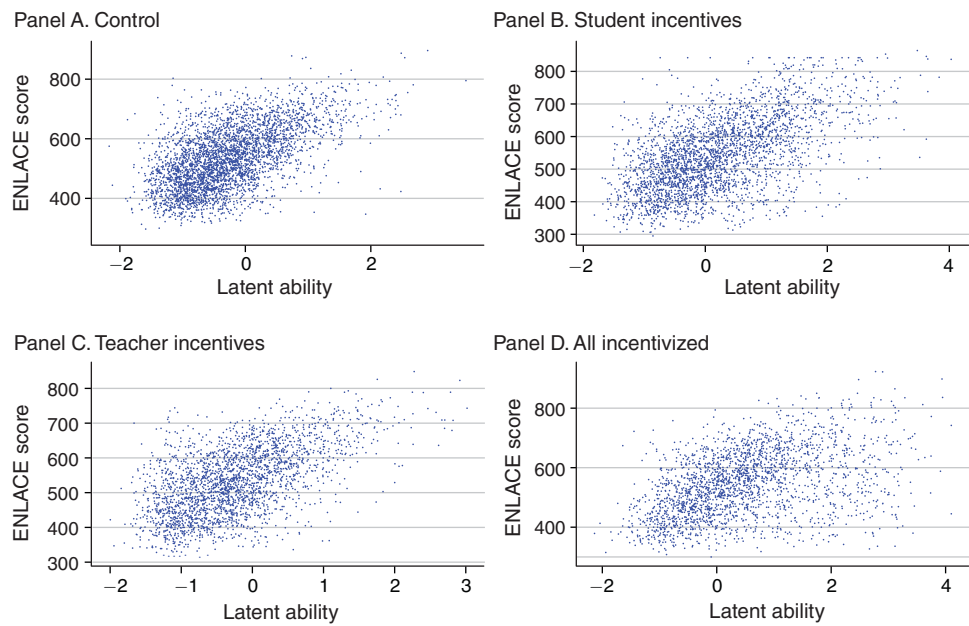 Panel A. Control
ENLACE score
800
600
400
−2
0
2
Latent ability
Panel B. Student incentives
ENLACE score
800
700
600
500
400
300
−2
0
2
4
Latent ability
Panel C. Teacher incentives
ENLACE score
800
700
600
500
400
300
−2
−1
0
1
2
3
Latent ability
Panel D. All incentivized
ENLACE score
800
600
400
−2
0
2
4
Latent ability